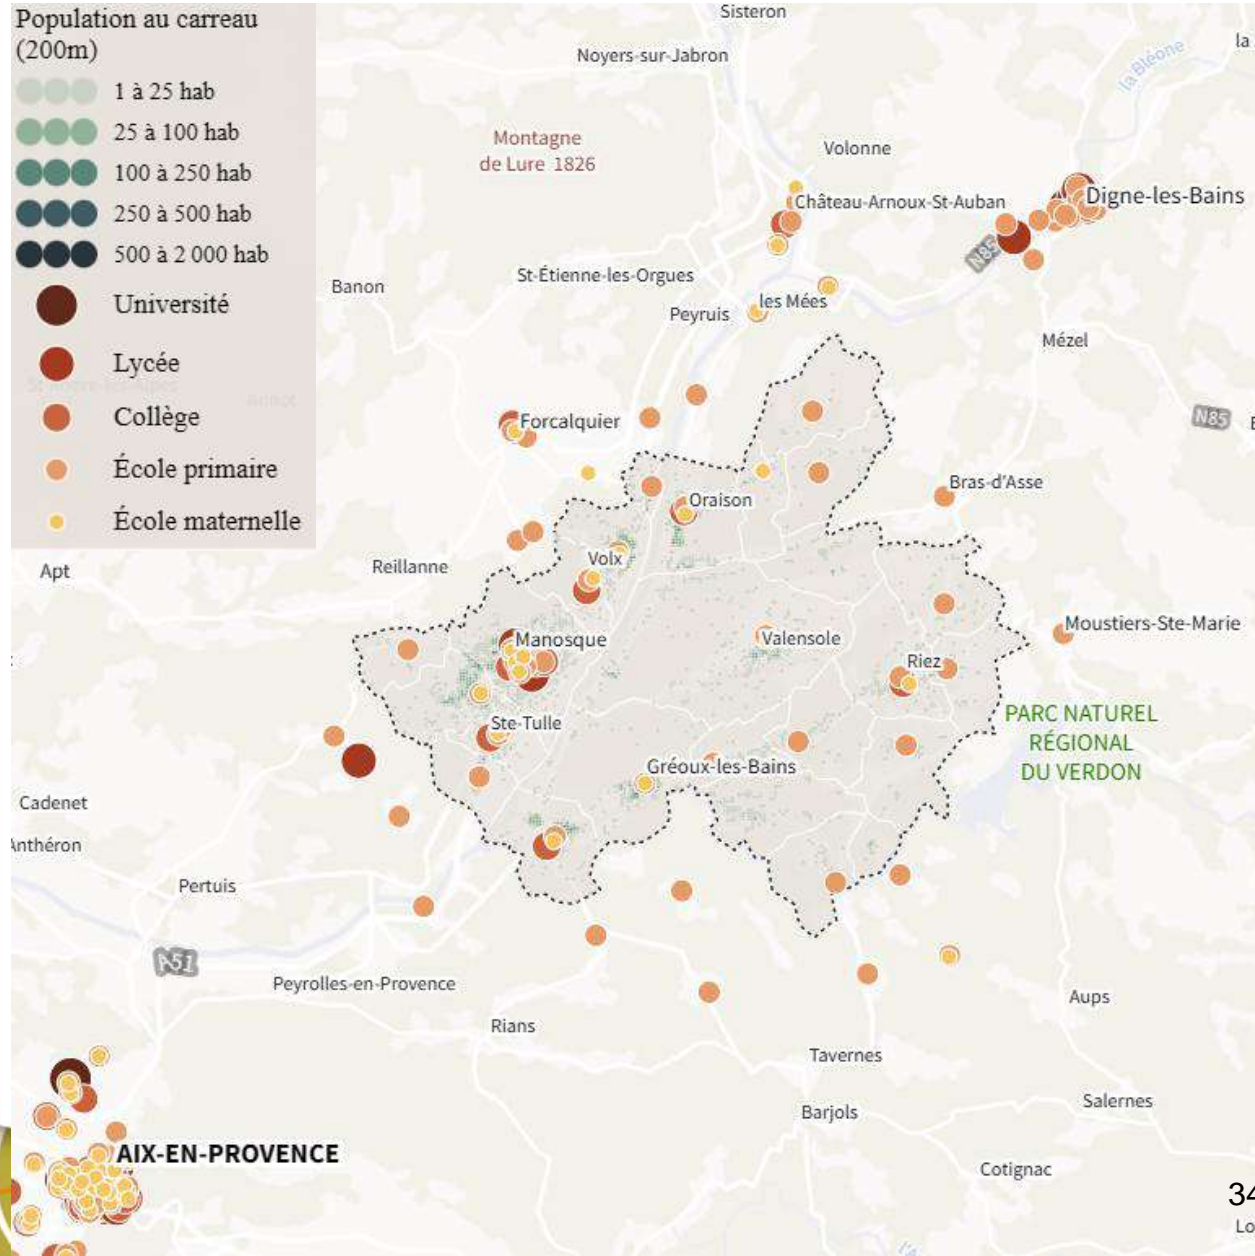 Population au carreau
(200m)
1 à 25 hab
25 à 100 hab
100 à 250 hab
250 à 500 hab
500 à 2 000 hab
Université
Lycée
Collège
École primaire
École maternelle
Sisteron
Noyers-sur-Jabron
la
la Bléone
Montagne
de Lure 1826
Volonne
Château-Arnoux-St-Auban
Digne-les-Bains
N85
St-Étienne-les-Orgues
Banon
les Mées
Peyruis
Mézel
N85
Forcalquier
Bras-d'Asse
Oraison
Volx
Reillanne
Apt
Moustiers-Ste-Marie
Manosque
Valensole
Riez
PARC NATUREL
RÉGIONAL
DU VERDON
Ste-Tulle
Gréoux-les-Bains
Cadenet
Anthéron
Pertuis
A51
Peyrolles-en-Provence
Aups
Rians
Tavernes
Barjols
Salernes
AIX-EN-PROVENCE
Cotignac
34
Lo